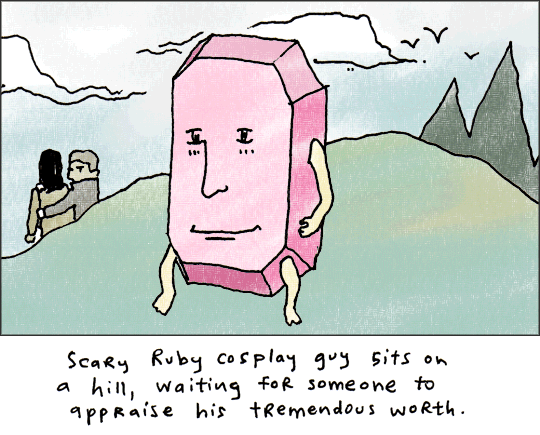 Scary Ruby cosplay guy sits on
a hill, waiting for someone to
appraise his tremendous worth.